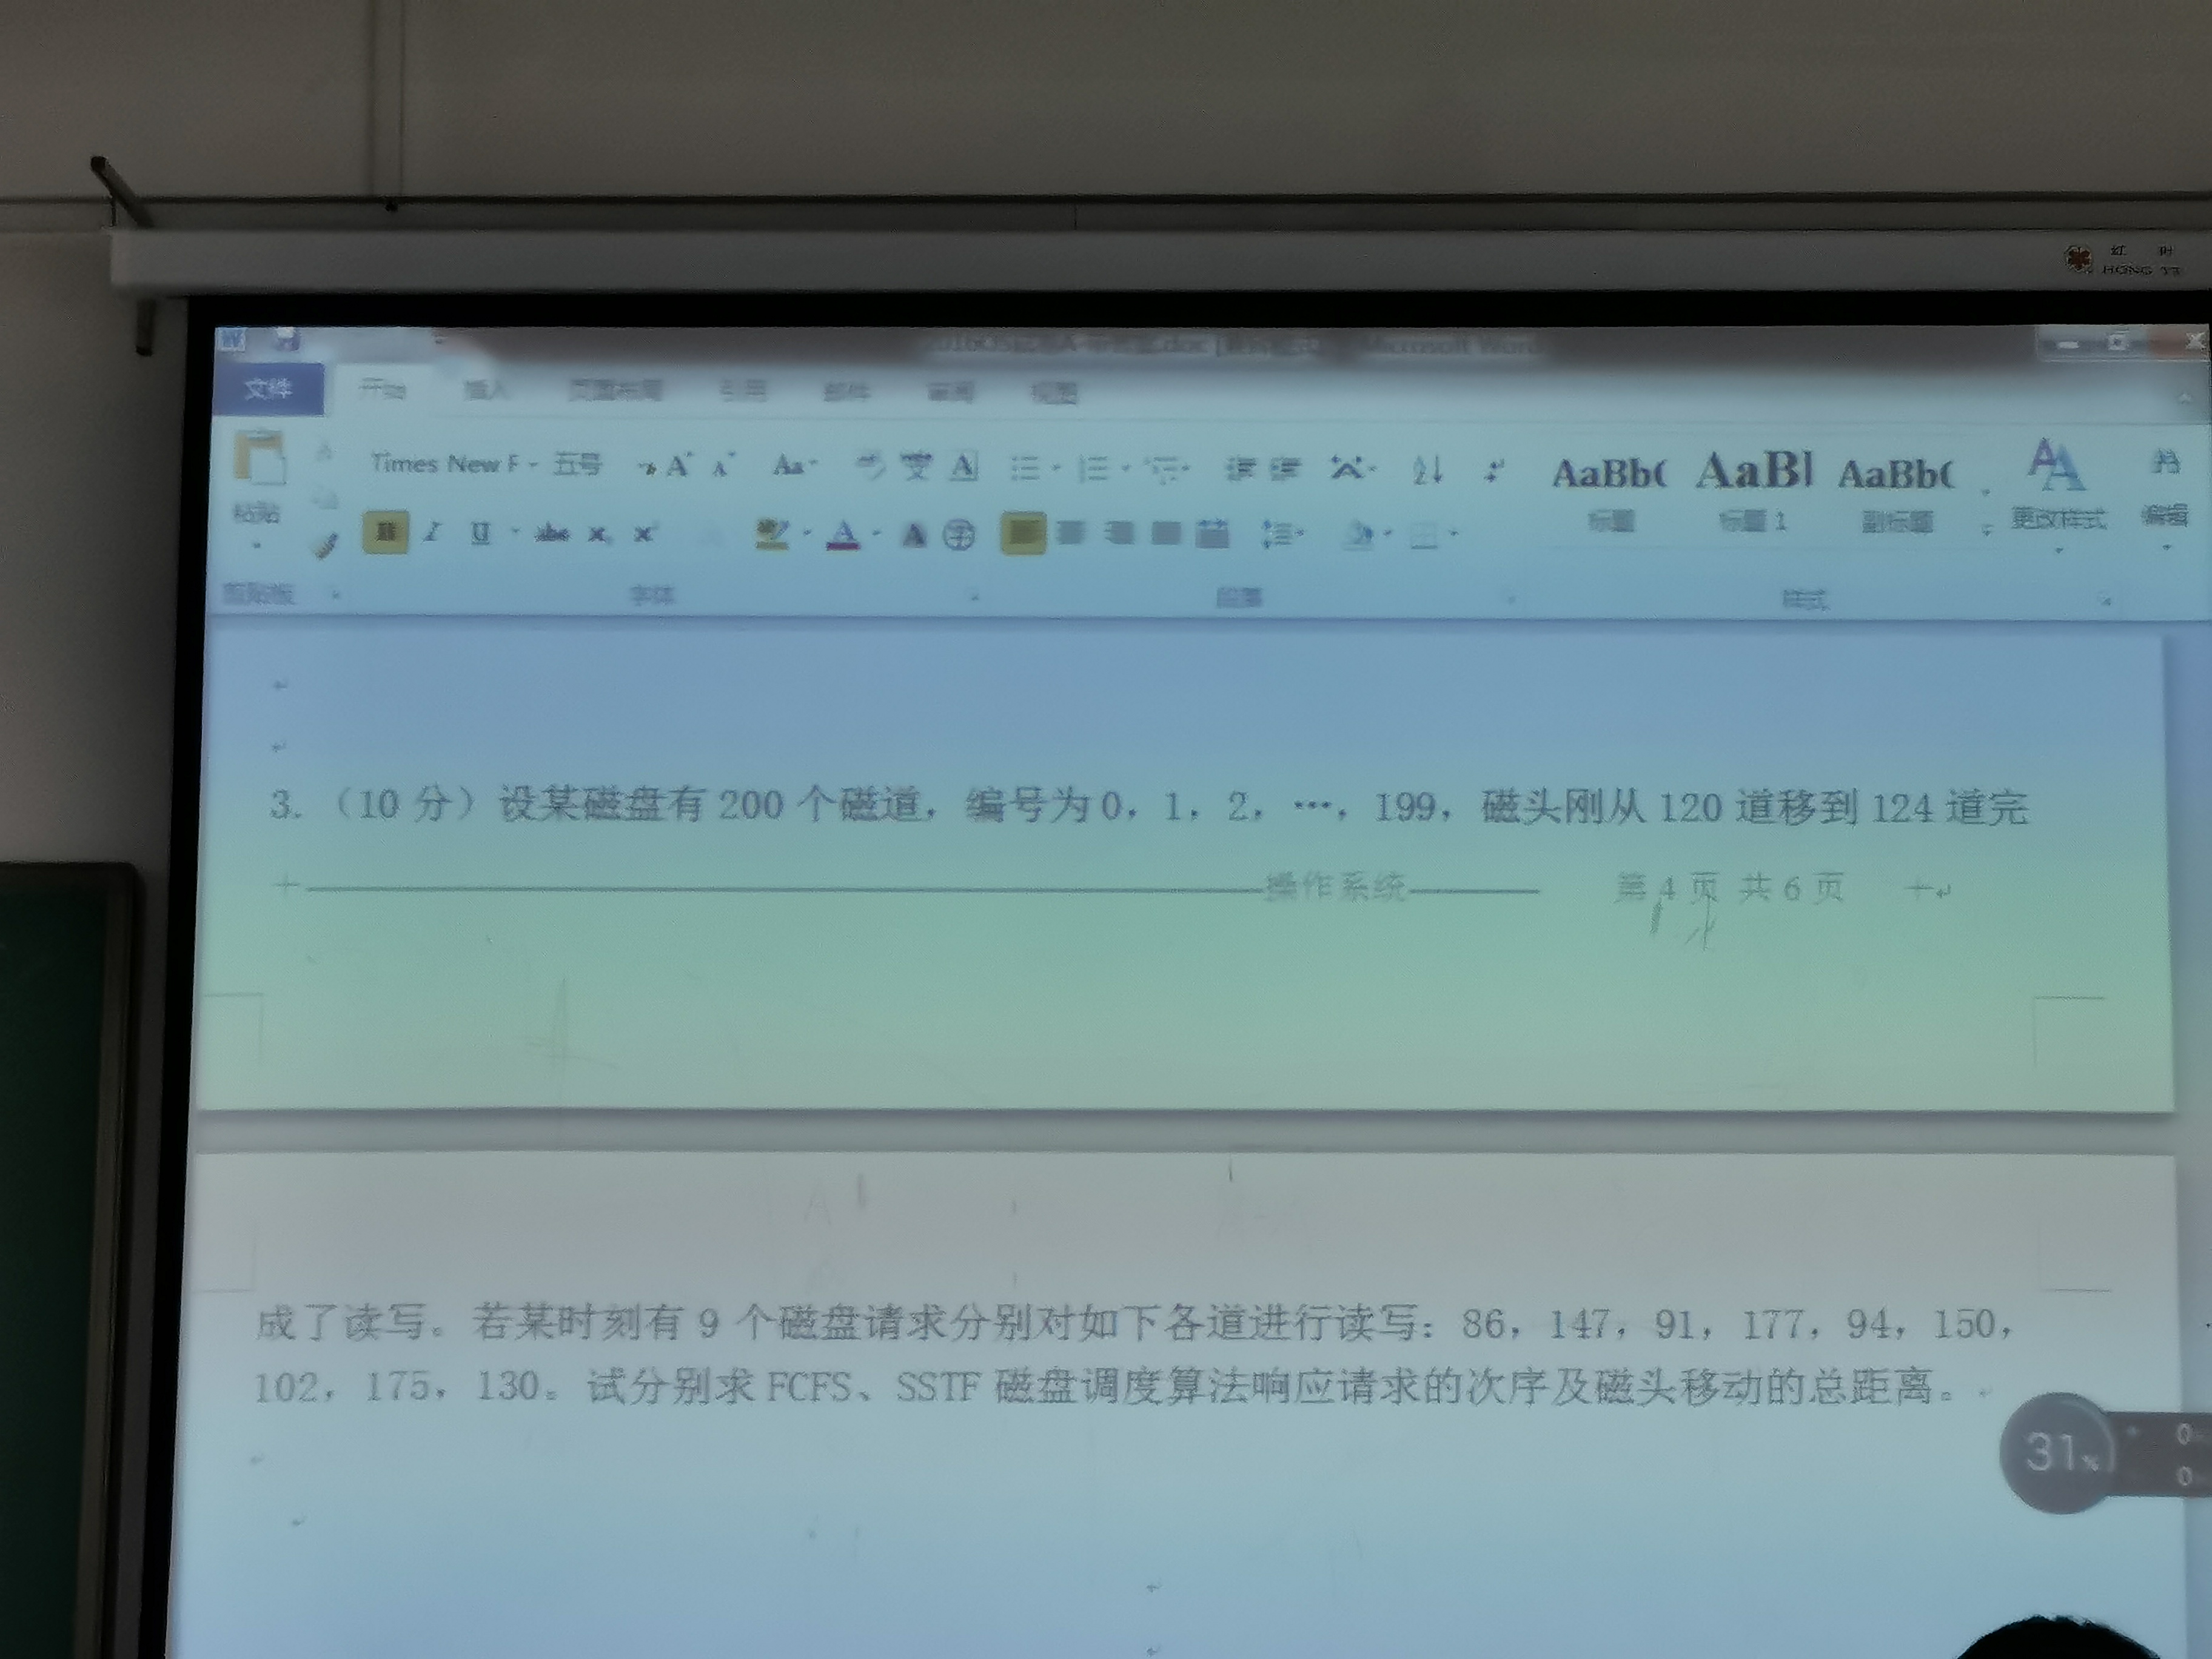 红 叶
HONG YE
Microsoft Word
文件 开始 插入 页面布局 引用 邮件 审阅 视图
Times New R 五号
AaBb( AaBl AaBb(
粘贴 标题 标题 1 副标题 更改样式 编辑
剪贴板 字体 段落 样式
3.（10 分）设某磁盘有 200 个磁道，编号为 0，1，2，…，199，磁头刚从 120 道移到 124 道完
操作系统 第 4 页 共 6 页
成了读写。若某时刻有 9 个磁盘请求分别对如下各道进行读写：86，147，91，177，94，150，
102，175，130。试分别求 FCFS、SSTF 磁盘调度算法响应请求的次序及磁头移动的总距离。
31%